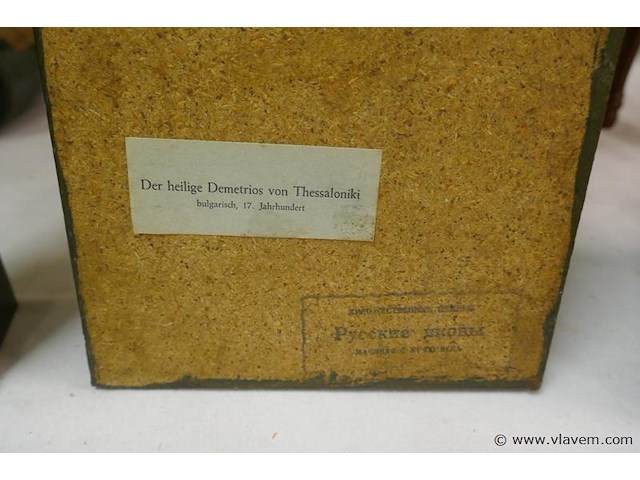 Der heilige Demetrios von Thessaloniki
bulgarisch, 17. Jahrhundert
Русские иконы
© www.vlavem.com